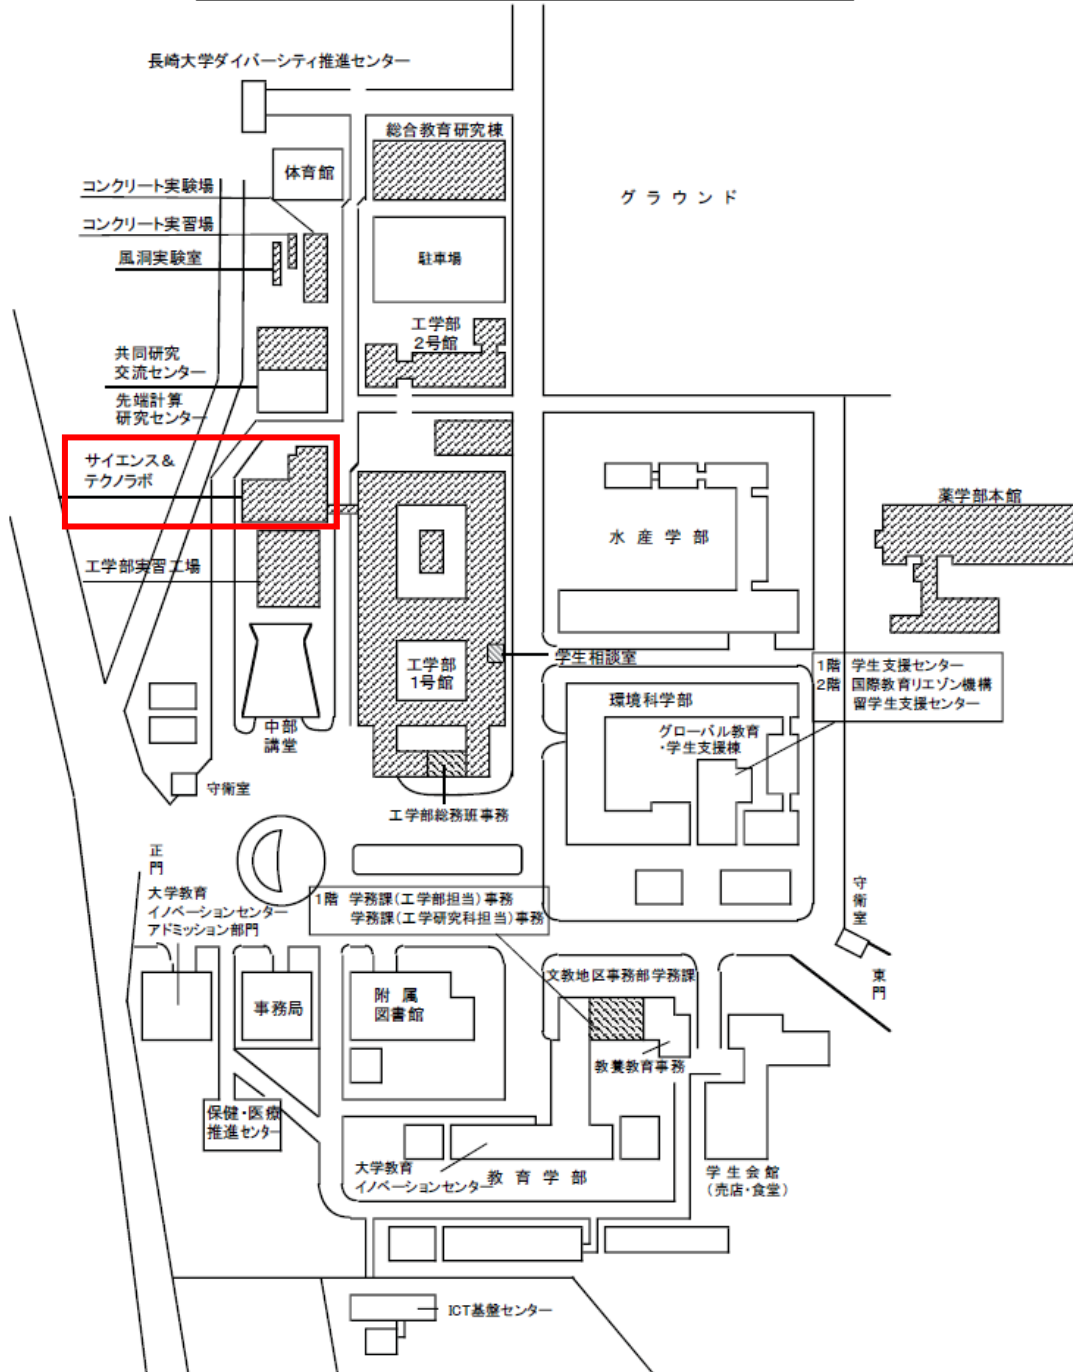 長崎大学ダイバーシティ推進センター
総合教育研究棟
体育館
コンクリート実験場
グラウンド
コンクリート実習場
風洞実験室
駐車場
工学部
2号館
共同研究
交流センター
先端計算
研究センター
サイエンス&
テクノラボ
薬学部本館
水産学部
工学部実習工場
学生相談室
工学部
1号館
1階 学生支援センター
2階 国際教育リエゾン機構
留学生支援センター
環境科学部
グローバル教育
・学生支援棟
中部
講堂
守衛室
工学部総務班事務
正門
大学教育
イノベーションセンター
アドミッション部門
1階 学務課(工学部担当)事務
学務課(工学研究科担当)事務
守衛室
東門
文教地区事務部学務課
事務局
附属
図書館
教養教育事務
保健・医療
推進センター
大学教育
イノベーションセンター
教育学部
学生会館
(売店・食堂)
ICT基盤センター